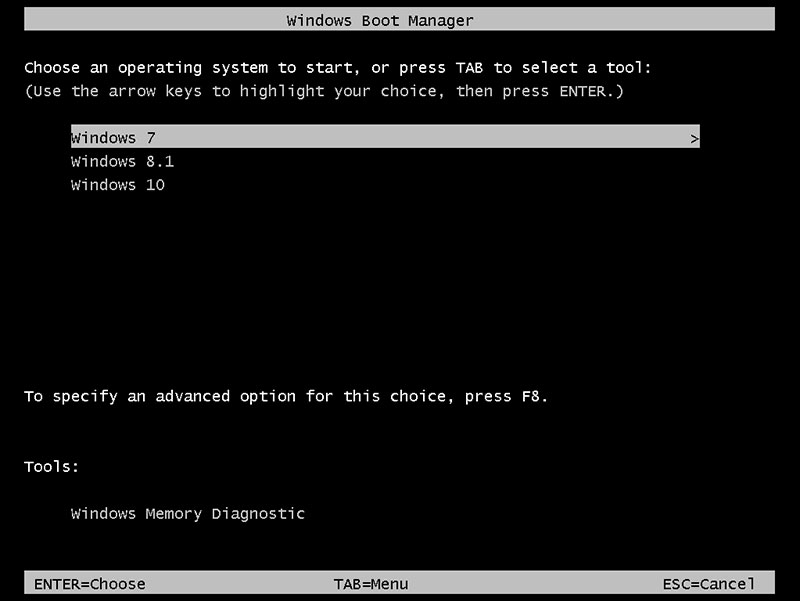 Windows Boot Manager
Choose an operating system to start, or press TAB to select a tool:
(Use the arrow keys to highlight your choice, then press ENTER.)
Windows 7 >
Windows 8.1
Windows 10
To specify an advanced option for this choice, press F8.
Tools:
Windows Memory Diagnostic
ENTER=Choose TAB=Menu ESC=Cancel